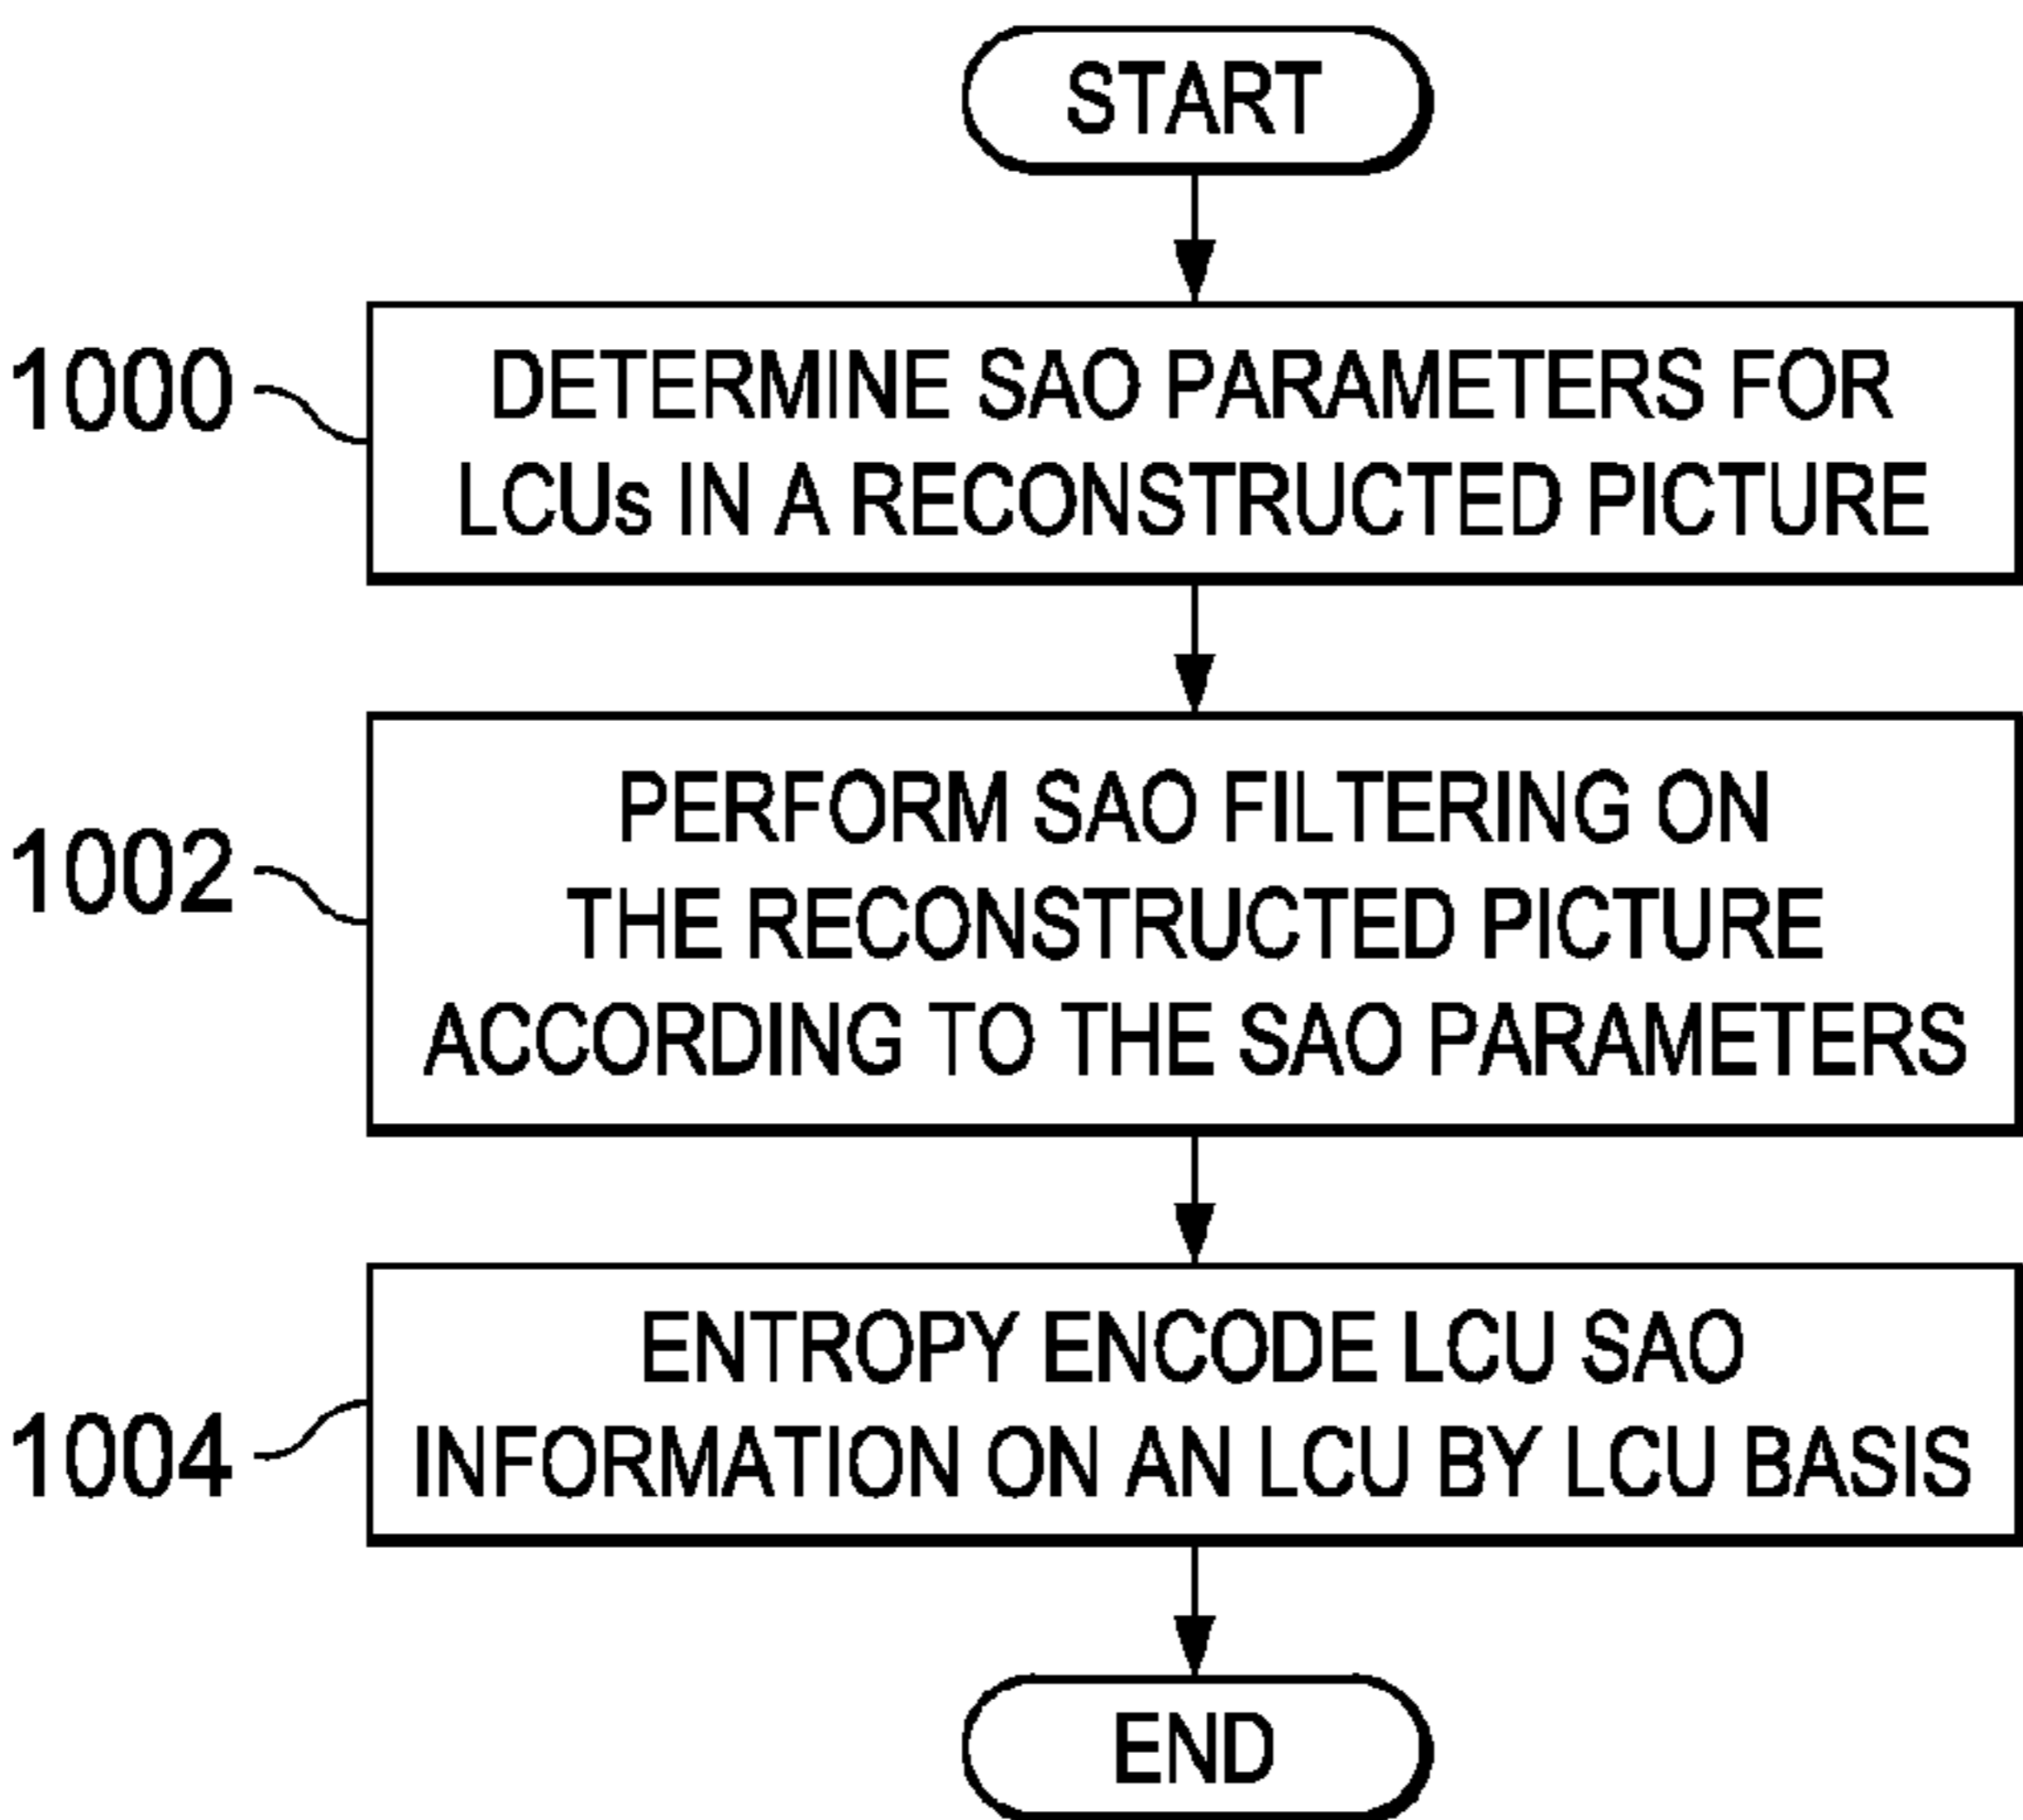 START
1000
DETERMINE SAO PARAMETERS FOR
LCUs IN A RECONSTRUCTED PICTURE
1002
PERFORM SAO FILTERING ON
THE RECONSTRUCTED PICTURE
ACCORDING TO THE SAO PARAMETERS
1004
ENTROPY ENCODE LCU SAO
INFORMATION ON AN LCU BY LCU BASIS
END